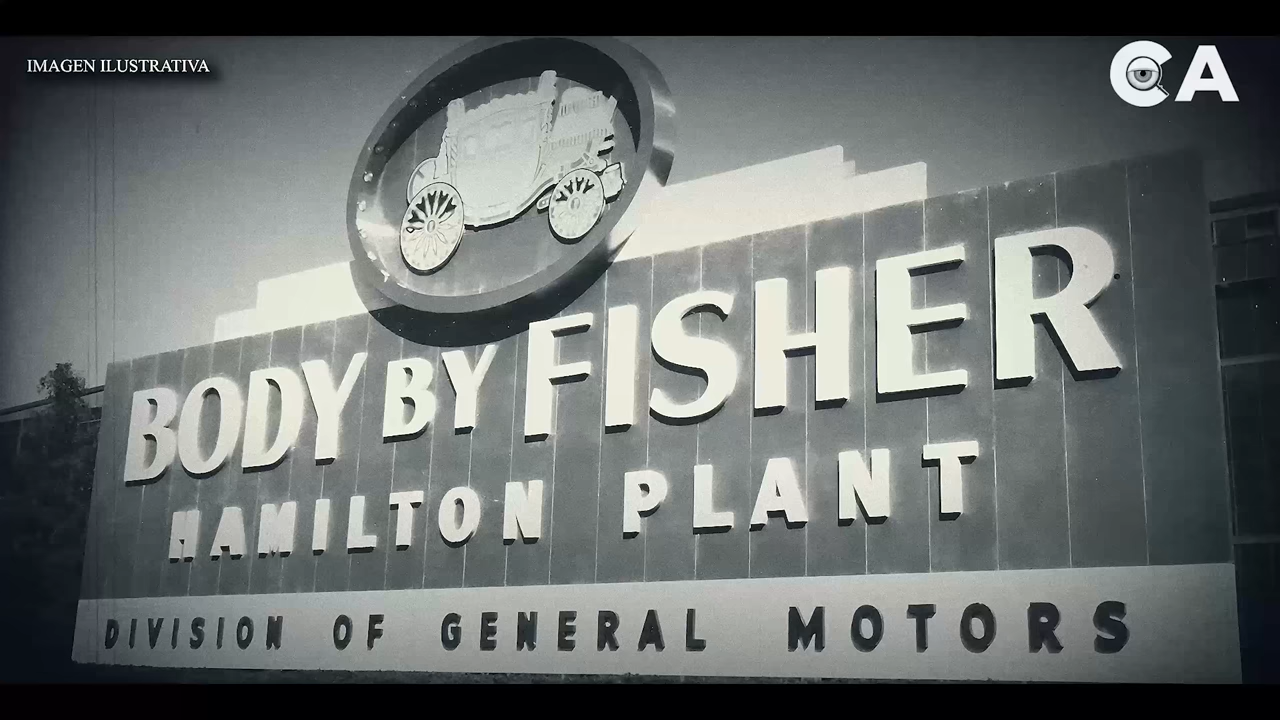 IMAGEN ILUSTRATIVA
CA
BODY BY FISHER
HAMILTON PLANT
DIVISION OF GENERAL MOTORS